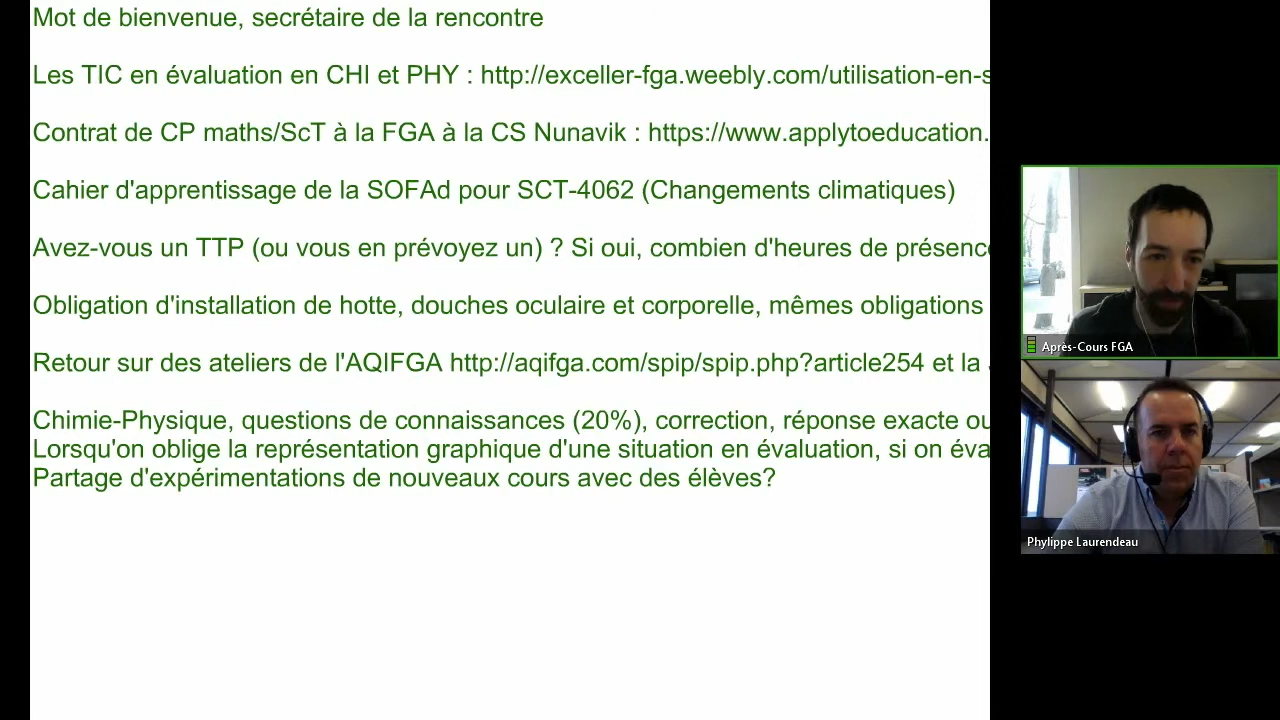 Mot de bienvenue, secrétaire de la rencontre
Les TIC en évaluation en CHI et PHY : http://exceller-fga.weebly.com/utilisation-en-s
Contrat de CP maths/ScT à la FGA à la CS Nunavik : https://www.applytoeducation.
Cahier d'apprentissage de la SOFAd pour SCT-4062 (Changements climatiques)
Avez-vous un TTP (ou vous en prévoyez un) ? Si oui, combien d'heures de présence
Obligation d'installation de hotte, douches oculaire et corporelle, mêmes obligations
Retour sur des ateliers de l'AQIFGA http://aqifga.com/spip/spip.php?article254 et la
Chimie-Physique, questions de connaissances (20%), correction, réponse exacte ou
Lorsqu'on oblige la représentation graphique d'une situation en évaluation, si on éva
Partage d'expérimentations de nouveaux cours avec des élèves?
Après-Cours FGA
Phylippe Laurendeau